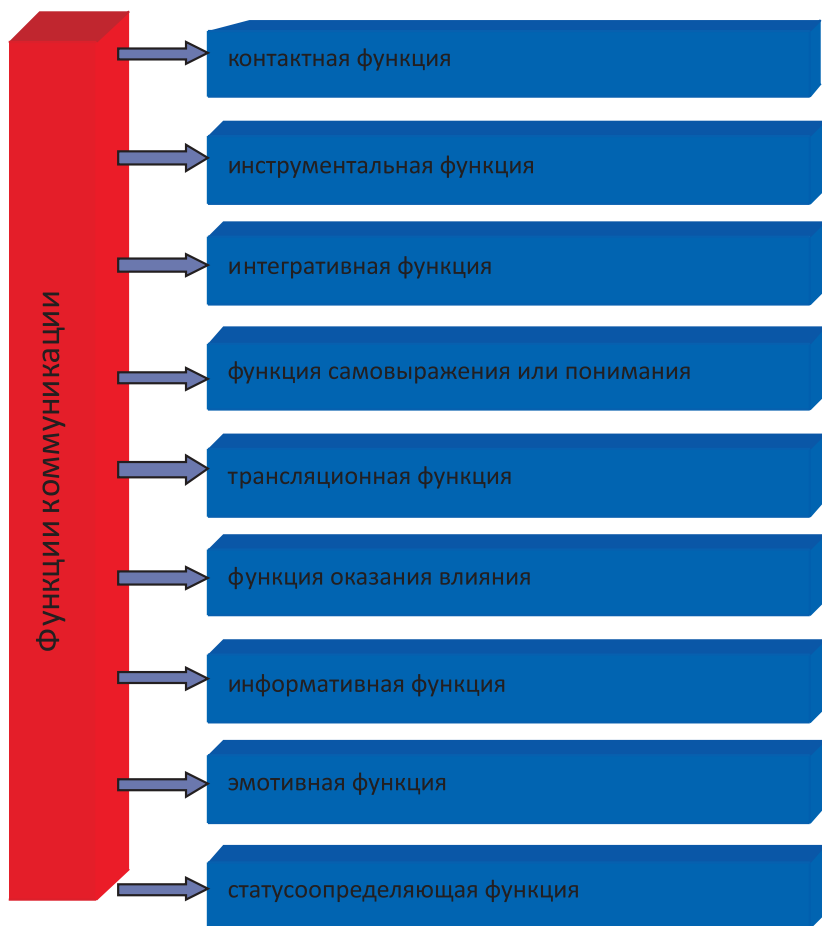 Функции коммуникации
контактная функция
инструментальная функция
интегративная функция
функция самовыражения или понимания
трансляционная функция
функция оказания влияния
информативная функция
эмотивная функция
статусоопределяющая функция